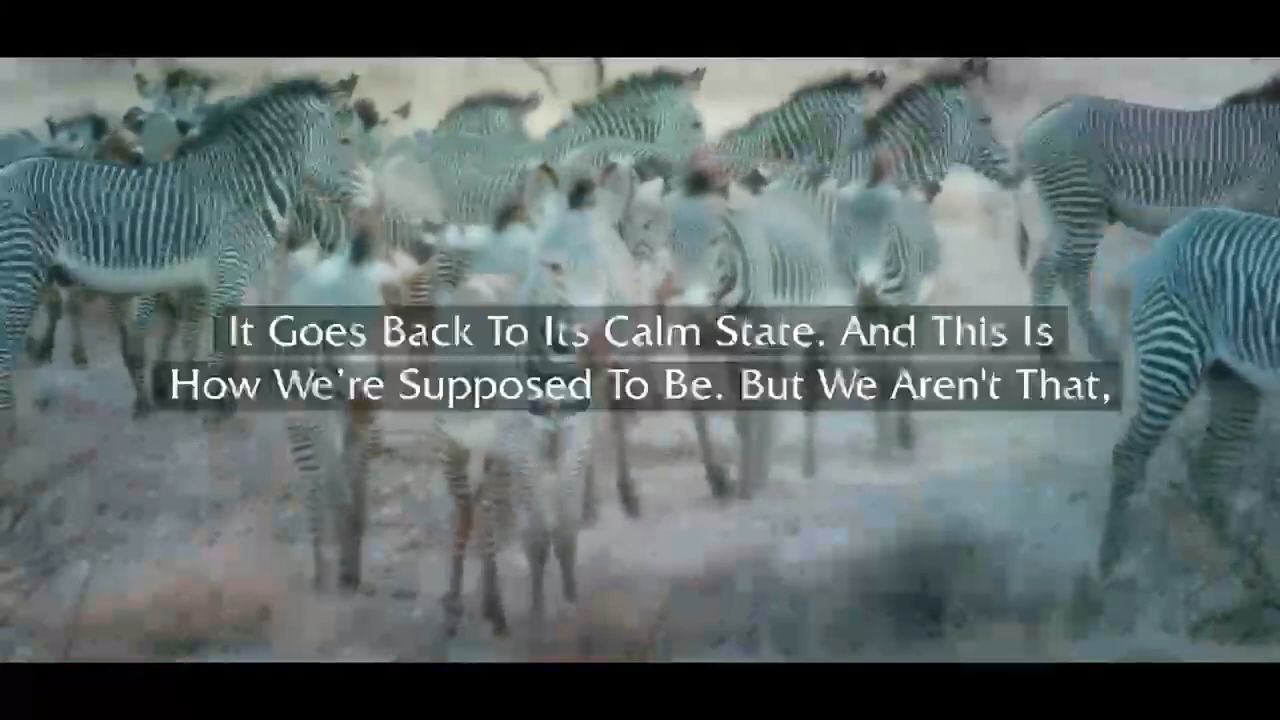 It Goes Back To Its Calm State. And This Is
How We're Supposed To Be. But We Aren't That,